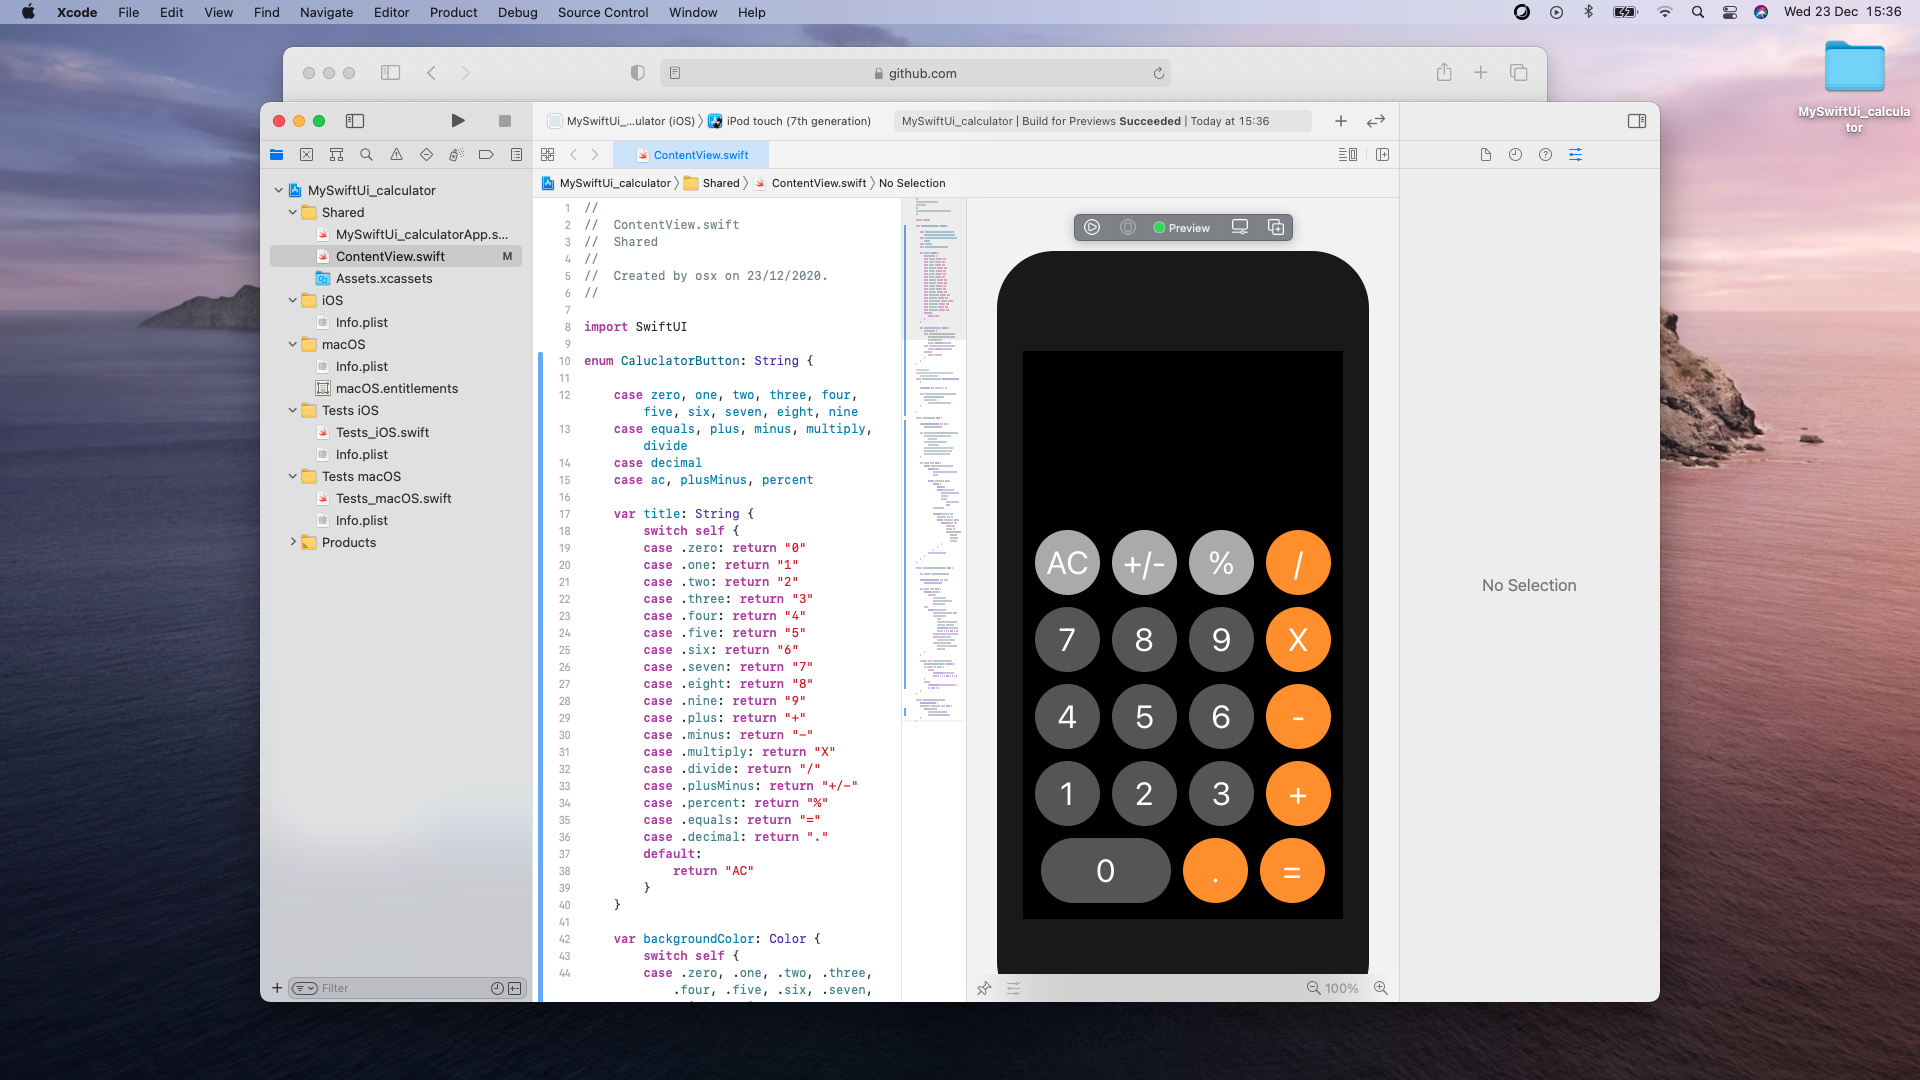 Xcode File Edit View Find Navigate Editor Product Debug Source Control Window Help
Wed 23 Dec 15:36
github.com
MySwiftUi_calcula
tor
MySwiftUi_...ulator (iOS) iPod touch (7th generation)
MySwiftUi_calculator | Build for Previews Succeeded | Today at 15:36
ContentView.swift
MySwiftUi_calculator Shared ContentView.swift No Selection
MySwiftUi_calculator
Shared
MySwiftUi_calculatorApp.s...
ContentView.swift M
Assets.xcassets
iOS
Info.plist
macOS
Info.plist
macOS.entitlements
Tests iOS
Tests_iOS.swift
Info.plist
Tests macOS
Tests_macOS.swift
Info.plist
Products
Filter
1 //
2 // ContentView.swift
3 // Shared
4 //
5 // Created by osx on 23/12/2020.
6 //
7
8 import SwiftUI
9
10 enum CaluclatorButton: String {
11
12 case zero, one, two, three, four,
five, six, seven, eight, nine
13 case equals, plus, minus, multiply,
divide
14 case decimal
15 case ac, plusMinus, percent
16
17 var title: String {
18 switch self {
19 case .zero: return "0"
20 case .one: return "1"
21 case .two: return "2"
22 case .three: return "3"
23 case .four: return "4"
24 case .five: return "5"
25 case .six: return "6"
26 case .seven: return "7"
27 case .eight: return "8"
28 case .nine: return "9"
29 case .plus: return "+"
30 case .minus: return "-"
31 case .multiply: return "X"
32 case .divide: return "/"
33 case .plusMinus: return "+/-"
34 case .percent: return "%"
35 case .equals: return "="
36 case .decimal: return "."
37 default:
38 return "AC"
39 }
40 }
41
42 var backgroundColor: Color {
43 switch self {
44 case .zero, .one, .two, .three,
.four, .five, .six, .seven,
Preview
AC +/- % /
7 8 9 X
4 5 6 -
1 2 3 +
0 . =
100%
No Selection